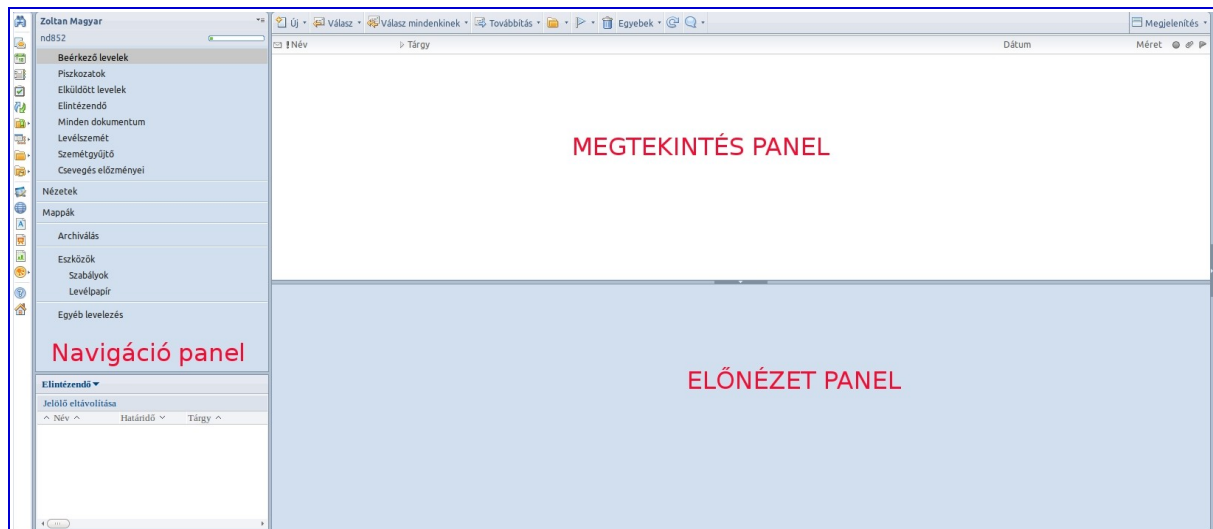 Zoltan Magyar
nd852
Beérkező levelek
Piszkozatok
Elküldött levelek
Elintézendő
Minden dokumentum
Levélszemét
Szemétgyűjtő
Csevegés előzményei
Nézetek
Mappák
Archiválás
Eszközök
Szabályok
Levélpapír
Egyéb levelezés
Navigáció panel
Elintézendő
Jelölő eltávolítása
Név Határidő Tárgy
Új Válasz Válasz mindenkinek Továbbítás Egyebek Megjelenítés
! Név Tárgy Dátum Méret
MEGTEKINTÉS PANEL
ELŐNÉZET PANEL